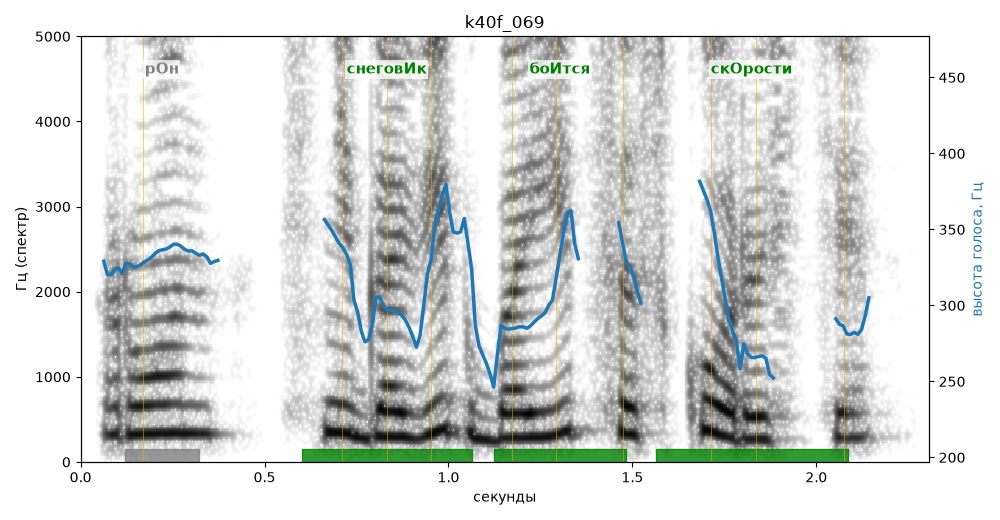 k40f_069
рОн
снеговИк
боИтся
скОрости
5000
4000
3000
2000
1000
0
Гц (спектр)
450
400
350
300
250
200
высота голоса, Гц
0.0
0.5
1.0
1.5
2.0
секунды